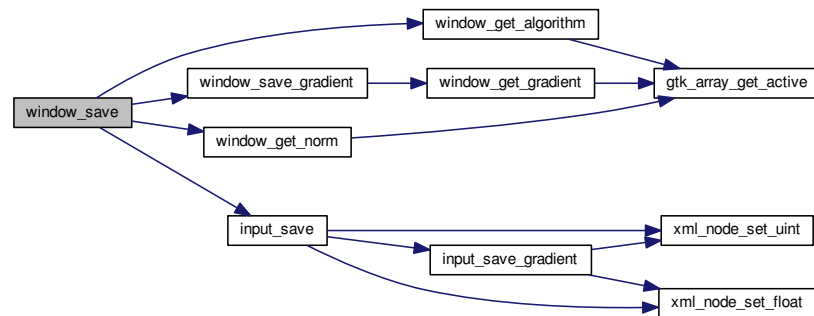 window_get_algorithm
window_save_gradient
window_get_gradient
gtk_array_get_active
window_save
window_get_norm
input_save
xml_node_set_uint
input_save_gradient
xml_node_set_float